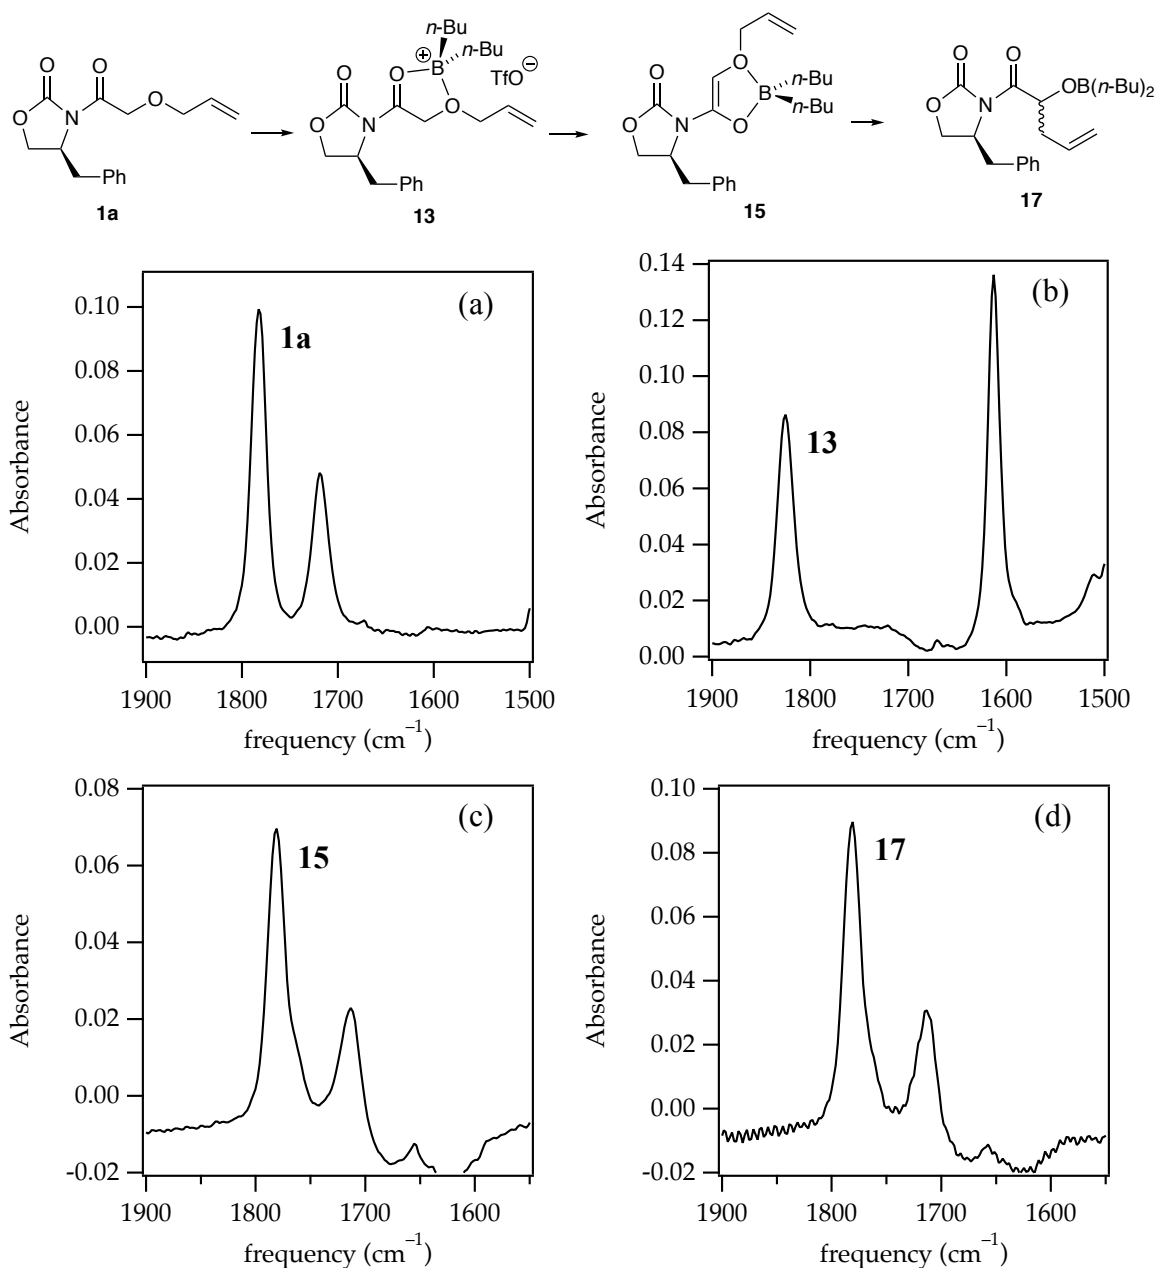 O O O N O Ph
1a
n-Bu ⊕ B n-Bu TfO⊖ O O O N O Ph
13
O O B n-Bu n-Bu O O N O Ph
15
O O O N OB(n-Bu)2 Ph
17
(a)
1a
Absorbance
0.10
0.08
0.06
0.04
0.02
0.00
1900 1800 1700 1600 1500
frequency (cm–1)
(b)
13
Absorbance
0.14
0.12
0.10
0.08
0.06
0.04
0.02
0.00
1900 1800 1700 1600 1500
frequency (cm–1)
(c)
15
Absorbance
0.08
0.06
0.04
0.02
0.00
-0.02
1900 1800 1700 1600
frequency (cm–1)
(d)
17
Absorbance
0.10
0.08
0.06
0.04
0.02
0.00
-0.02
1900 1800 1700 1600
frequency (cm–1)